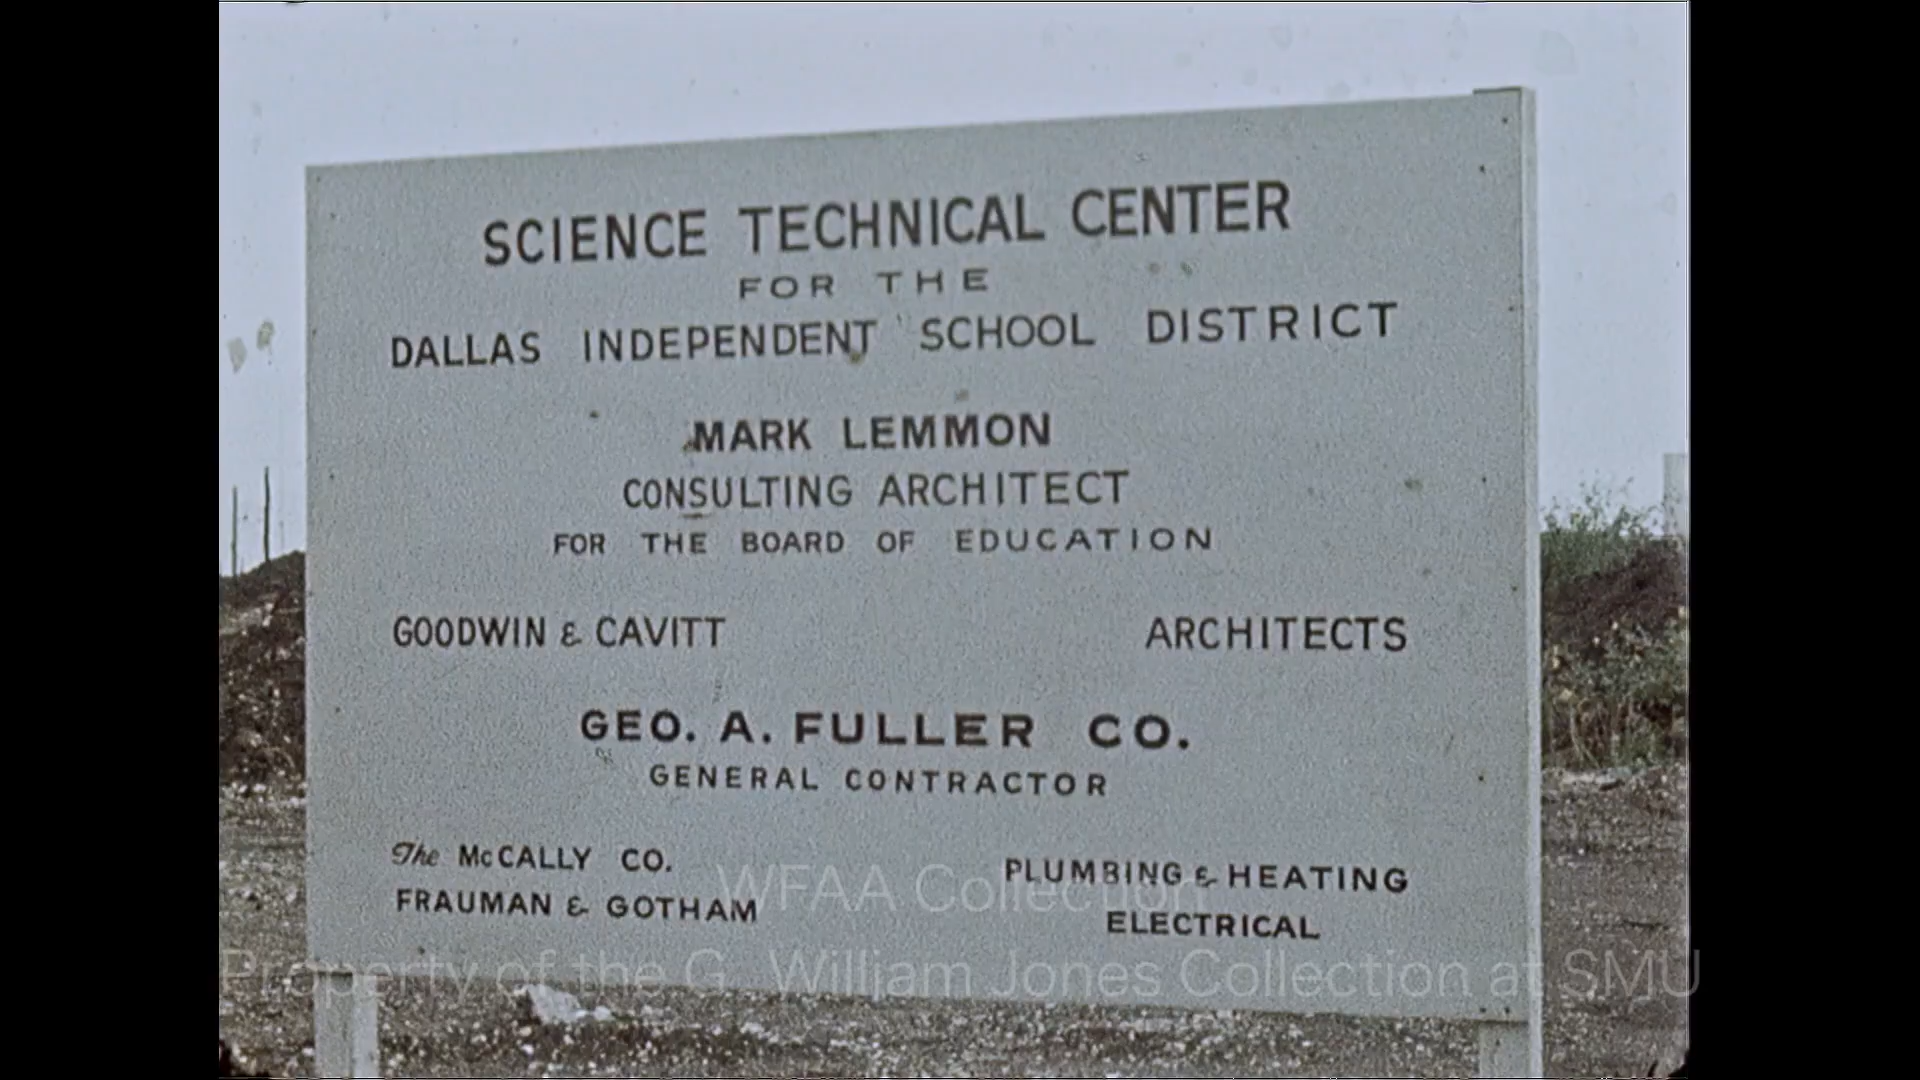 SCIENCE TECHNICAL CENTER
FOR THE
DALLAS INDEPENDENT SCHOOL DISTRICT
MARK LEMMON
CONSULTING ARCHITECT
FOR THE BOARD OF EDUCATION
GOODWIN & CAVITT ARCHITECTS
GEO. A. FULLER CO.
GENERAL CONTRACTOR
The McCALLY CO. PLUMBING & HEATING
FRAUMAN & GOTHAM ELECTRICAL
WFAA Collection
Property of the G. William Jones Collection at SMU